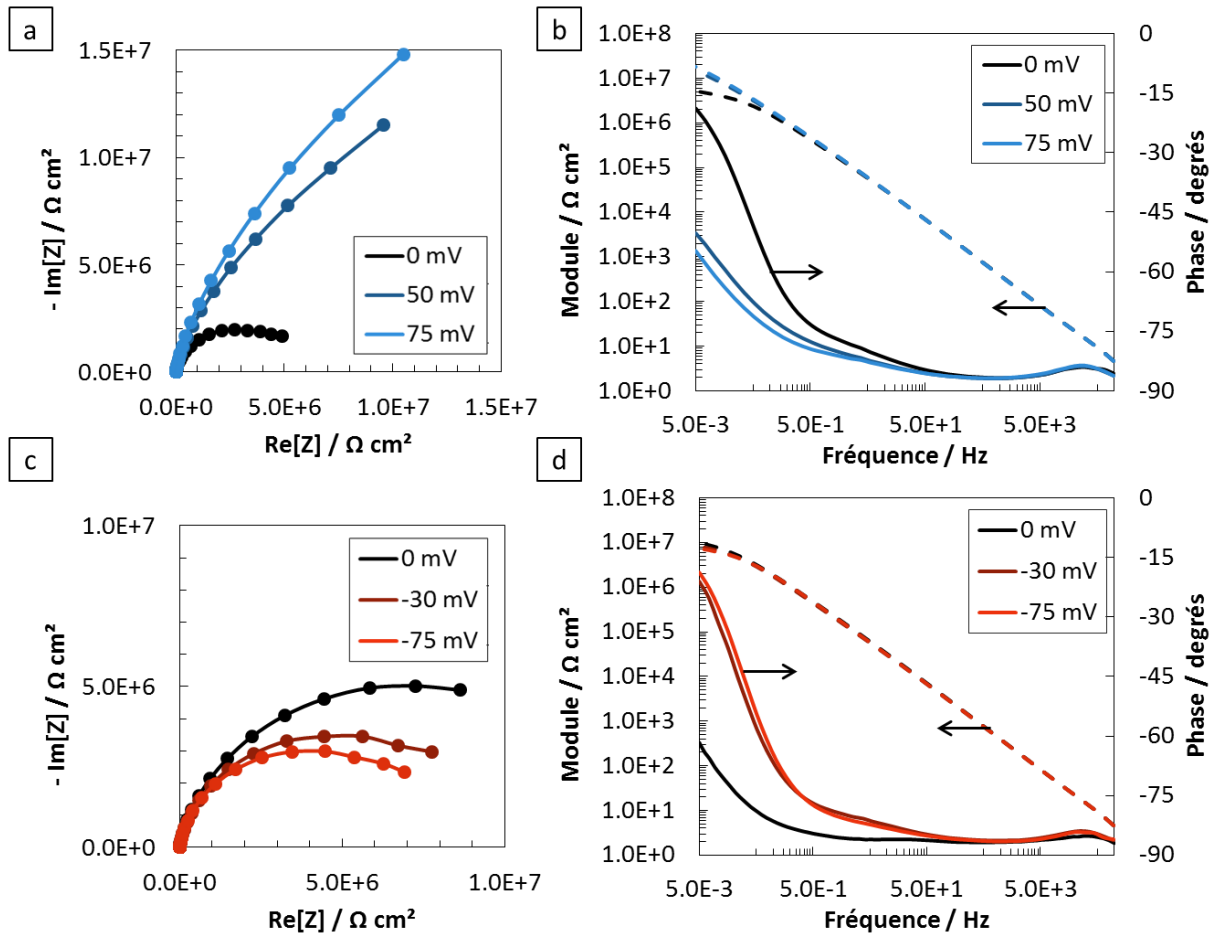 a
1.5E+7
1.0E+7
5.0E+6
0.0E+0
- Im[Z] / Ω cm²
0 mV
50 mV
75 mV
0.0E+0 5.0E+6 1.0E+7 1.5E+7
Re[Z] / Ω cm²
b
1.0E+8
1.0E+7
1.0E+6
1.0E+5
1.0E+4
1.0E+3
1.0E+2
1.0E+1
1.0E+0
Module / Ω cm²
0 mV
50 mV
75 mV
0
-15
-30
-45
-60
-75
-90
Phase / degrés
5.0E-3 5.0E-1 5.0E+1 5.0E+3
Fréquence / Hz
c
1.0E+7
5.0E+6
0.0E+0
- Im[Z] / Ω cm²
0 mV
-30 mV
-75 mV
0.0E+0 5.0E+6 1.0E+7
Re[Z] / Ω cm²
d
1.0E+8
1.0E+7
1.0E+6
1.0E+5
1.0E+4
1.0E+3
1.0E+2
1.0E+1
1.0E+0
Module / Ω cm²
0 mV
-30 mV
-75 mV
0
-15
-30
-45
-60
-75
-90
Phase / degrés
5.0E-3 5.0E-1 5.0E+1 5.0E+3
Fréquence / Hz